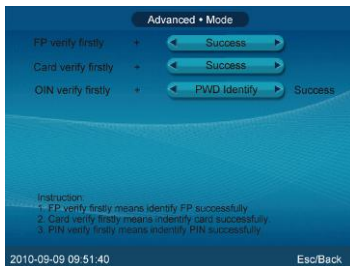 Advanced • Mode
FP verify firstly + Success
Card verify firstly + Success
OIN verify firstly + PWD Identify Success
Instruction:
1. FP verify firstly means identify FP successfully.
2. Card verify firstly means indentify card successfully.
3. PIN verify firstly means indentify PIN successfully.
2010-09-09 09:51:40 Esc/Back